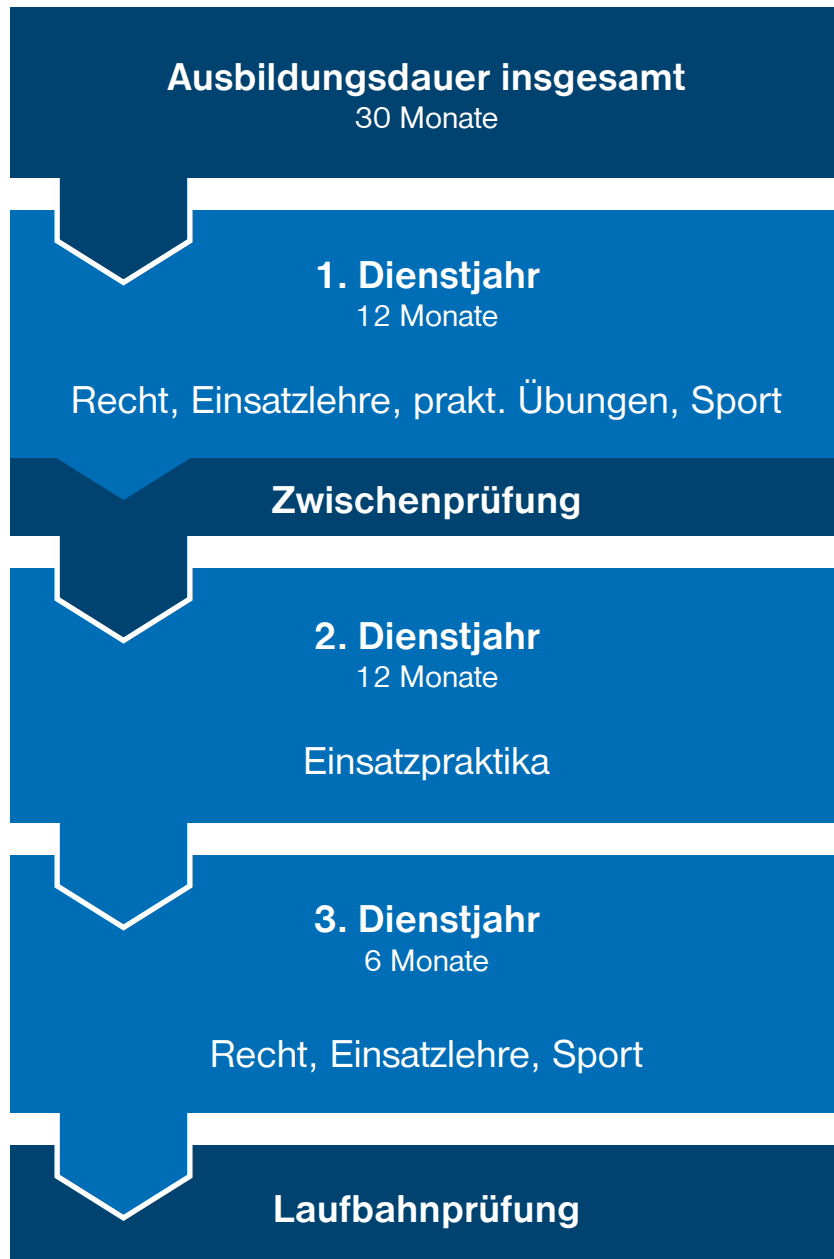 Ausbildungsdauer insgesamt
30 Monate
1. Dienstjahr
12 Monate
Recht, Einsatzlehre, prakt. Übungen, Sport
Zwischenprüfung
2. Dienstjahr
12 Monate
Einsatzpraktika
3. Dienstjahr
6 Monate
Recht, Einsatzlehre, Sport
Laufbahnprüfung